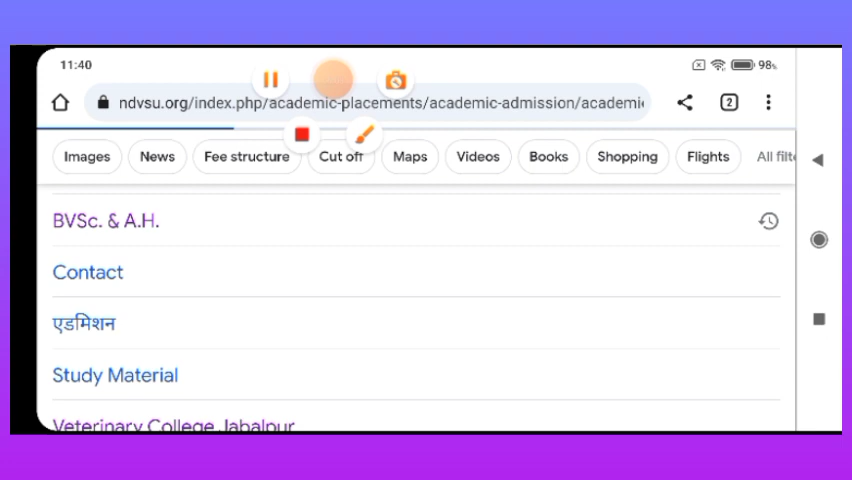 11:40
98%
ndvsu.org/index.php/academic-placements/academic-admission/academi
2
Images News Fee structure Cut off Maps Videos Books Shopping Flights All filt
BVSc. & A.H.
Contact
एडमिशन
Study Material
Veterinary College Jabalpur